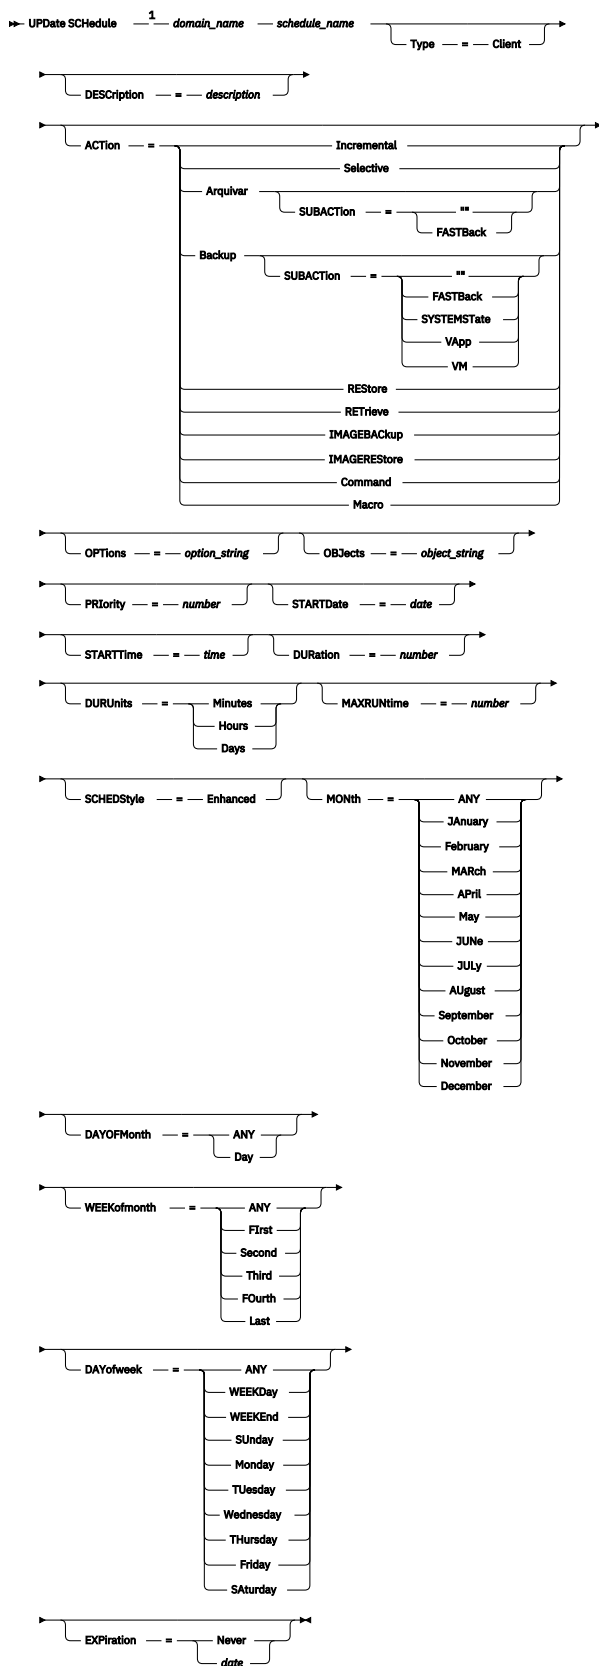 UPDate SCHedule 1 domain_name schedule_name
Type = Client
DESCription = description
ACTion = Incremental
Selective
Arquivar
SUBACTion = ""
FASTBack
Backup
SUBACTion = ""
FASTBack
SYSTEMSTate
VApp
VM
REStore
RETrieve
IMAGEBACkup
IMAGEREStore
Command
Macro
OPTions = option_string OBJects = object_string
PRIority = number STARTDate = date
STARTTime = time DURation = number
DURUnits = Minutes MAXRUNtime = number
Hours
Days
SCHEDStyle = Enhanced MONth = ANY
JAnuary
February
MARch
APril
May
JUNe
JULy
AUgust
September
October
November
December
DAYOFMonth = ANY
Day
WEEKofmonth = ANY
FIrst
Second
Third
FOurth
Last
DAYofweek = ANY
WEEKDay
WEEKEnd
SUnday
Monday
TUesday
Wednesday
THursday
Friday
SAturday
EXPiration = Never
date